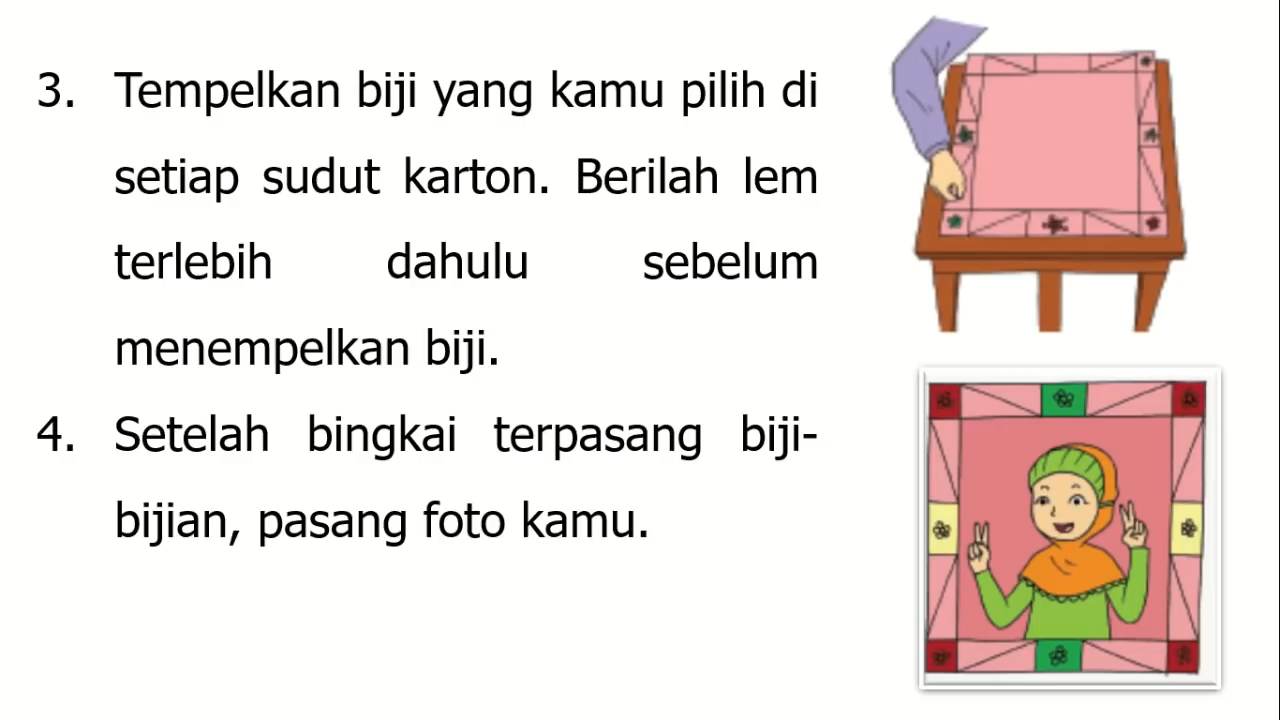 3. Tempelkan biji yang kamu pilih di
setiap sudut karton. Berilah lem
terlebih dahulu sebelum
menempelkan biji.
4. Setelah bingkai terpasang biji-
bijian, pasang foto kamu.